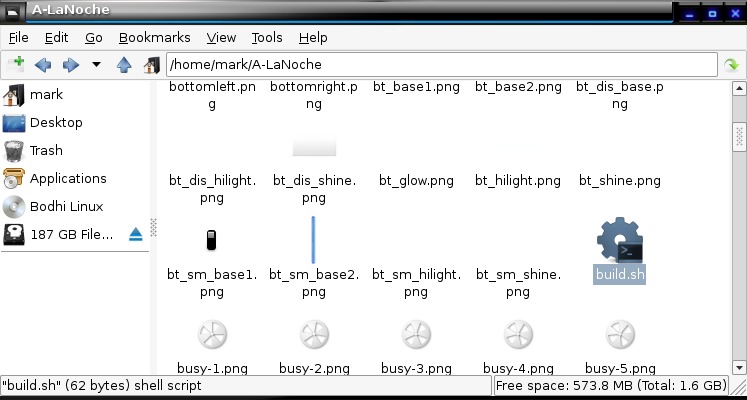 A-LaNoche
File Edit Go Bookmarks View Tools Help
/home/mark/A-LaNoche
mark
Desktop
Trash
Applications
Bodhi Linux
187 GB File...
bottomleft.pn
g
bottomright.p
ng
bt_base1.png
bt_base2.png
bt_dis_base.p
ng
bt_dis_hilight.
png
bt_dis_shine.
png
bt_glow.png
bt_hilight.png
bt_shine.png
bt_sm_base1.
png
bt_sm_base2.
png
bt_sm_hilight.
png
bt_sm_shine.
png
build.sh
busy-1.png
busy-2.png
busy-3.png
busy-4.png
busy-5.png
"build.sh" (62 bytes) shell script
Free space: 573.8 MB (Total: 1.6 GB)